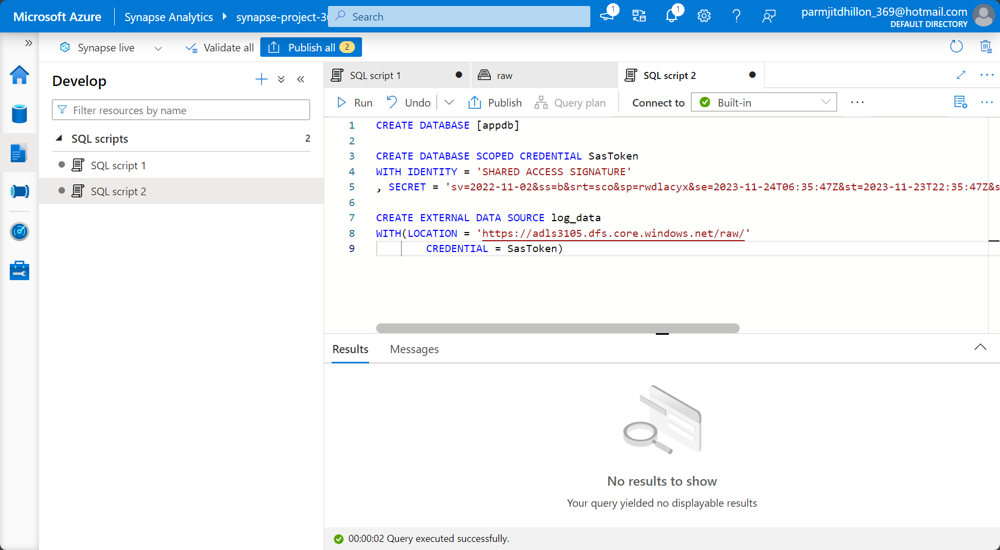 Microsoft Azure
Synapse Analytics
synapse-project-3
Search
1
1
parmjitdhillon_369@hotmail.com
DEFAULT DIRECTORY
Synapse live
Validate all
Publish all 2
Develop
Filter resources by name
SQL scripts 2
SQL script 1
SQL script 2
SQL script 1
raw
SQL script 2
Run
Undo
Publish
Query plan
Connect to
Built-in
1 CREATE DATABASE [appdb]
2
3 CREATE DATABASE SCOPED CREDENTIAL SasToken
4 WITH IDENTITY = 'SHARED ACCESS SIGNATURE'
5 , SECRET = 'sv=2022-11-02&ss=b&srt=sco&sp=rwdlacyx&se=2023-11-24T06:35:47Z&st=2023-11-23T22:35:47Z&s
6
7 CREATE EXTERNAL DATA SOURCE log_data
8 WITH(LOCATION = 'https://adls3105.dfs.core.windows.net/raw/'
9 CREDENTIAL = SasToken)
Results
Messages
No results to show
Your query yielded no displayable results
00:00:02 Query executed successfully.